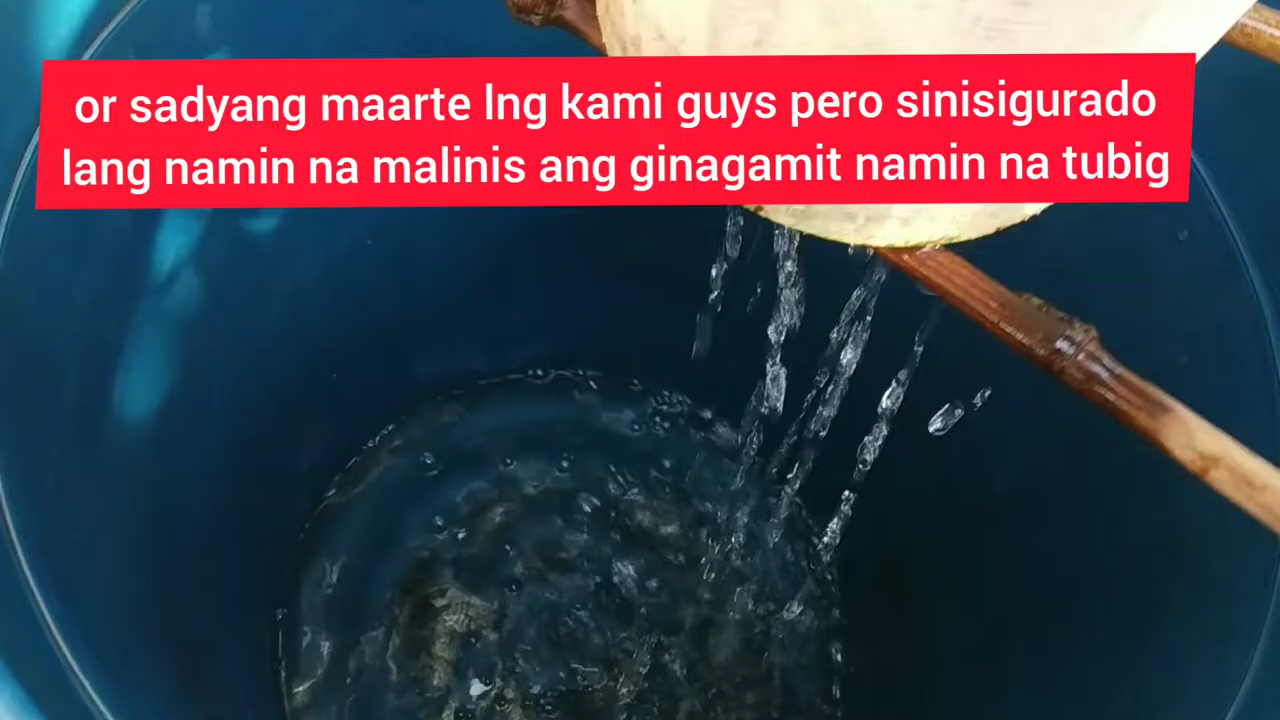 or sadyang maarte lng kami guys pero sinisigurado
lang namin na malinis ang ginagamit namin na tubig